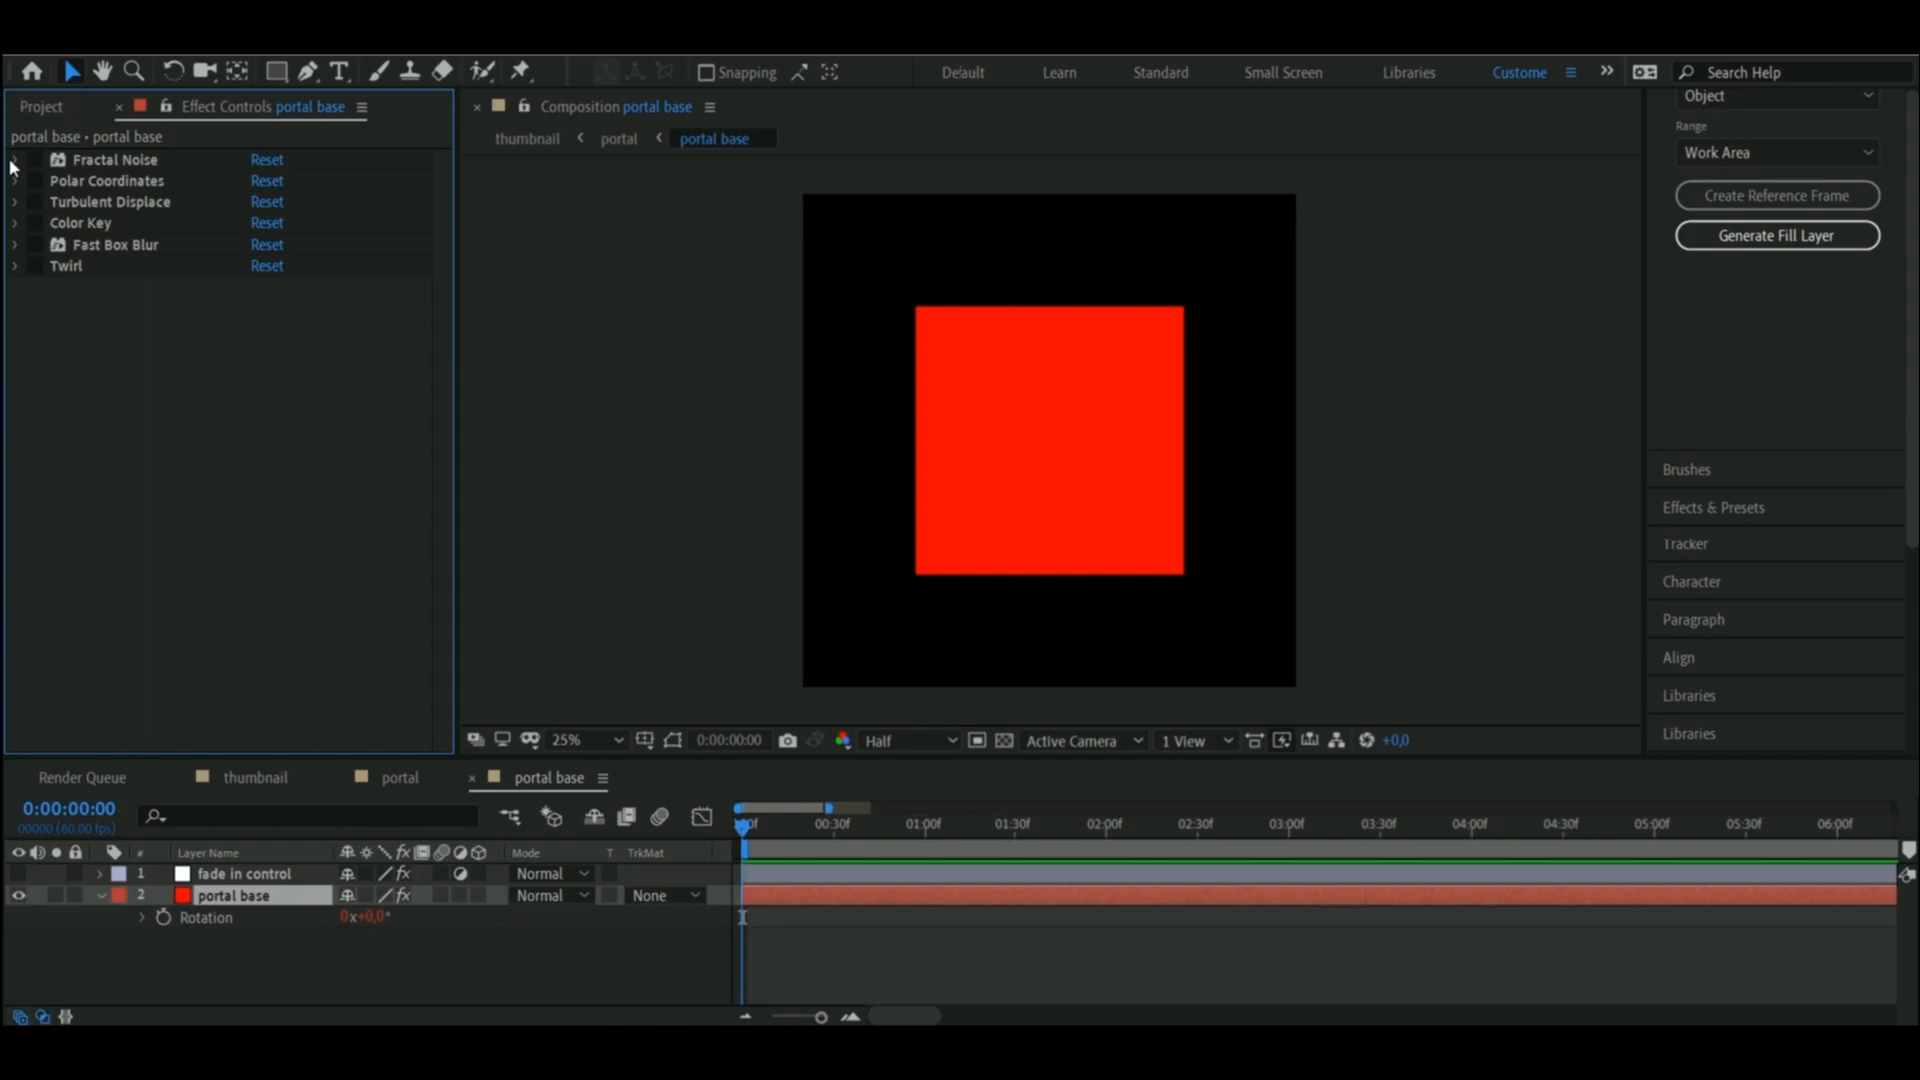 Snapping
Default
Learn
Standard
Small Screen
Libraries
Custome
Search Help
Project
Effect Controls portal base
Composition portal base
portal base • portal base
thumbnail
portal
portal base
Fractal Noise Reset
Polar Coordinates Reset
Turbulent Displace Reset
Color Key Reset
Fast Box Blur Reset
Twirl Reset
Object
Range
Work Area
Create Reference Frame
Generate Fill Layer
Brushes
Effects & Presets
Tracker
Character
Paragraph
Align
Libraries
Libraries
25%
0:00:00:00
Half
Active Camera
1 View
+0,0
Render Queue
thumbnail
portal
portal base
0:00:00:00
00000 (60.00 fps)
00:30f 01:00f 01:30f 02:00f 02:30f 03:00f 03:30f 04:00f 04:30f 05:00f 05:30f 06:00f
# Layer Name Mode T TrkMat
1 fade in control Normal
2 portal base Normal None
Rotation 0x+0,0°